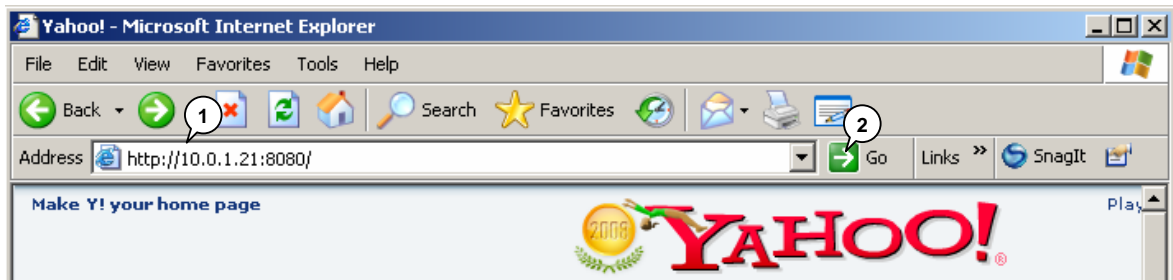 Yahoo! - Microsoft Internet Explorer
File Edit View Favorites Tools Help
Back Search Favorites
1
2
Address http://10.0.1.21:8080/ Go Links » SnagIt
Make Y! your home page
2008
YAHOO!
®
Play